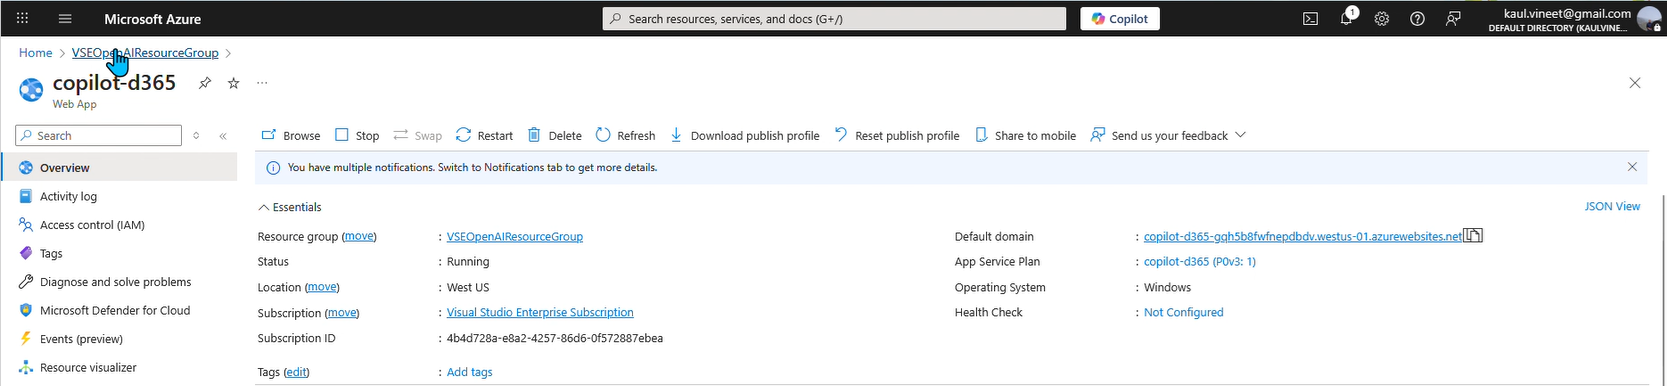 Microsoft Azure
Search resources, services, and docs (G+/)
Copilot
1
kaul.vineet@gmail.com
DEFAULT DIRECTORY (KAULVINE...
Home > VSEOpenAIResourceGroup >
copilot-d365
Web App
Search
Browse Stop Swap Restart Delete Refresh Download publish profile Reset publish profile Share to mobile Send us your feedback
Overview
Activity log
Access control (IAM)
Tags
Diagnose and solve problems
Microsoft Defender for Cloud
Events (preview)
Resource visualizer
You have multiple notifications. Switch to Notifications tab to get more details.
Essentials
JSON View
Resource group (move) : VSEOpenAIResourceGroup
Status : Running
Location (move) : West US
Subscription (move) : Visual Studio Enterprise Subscription
Subscription ID : 4b4d728a-e8a2-4257-86d6-0f572887ebea
Tags (edit) : Add tags
Default domain : copilot-d365-gqh5b8fwfnepdbdv.westus-01.azurewebsites.net
App Service Plan : copilot-d365 (P0v3: 1)
Operating System : Windows
Health Check : Not Configured